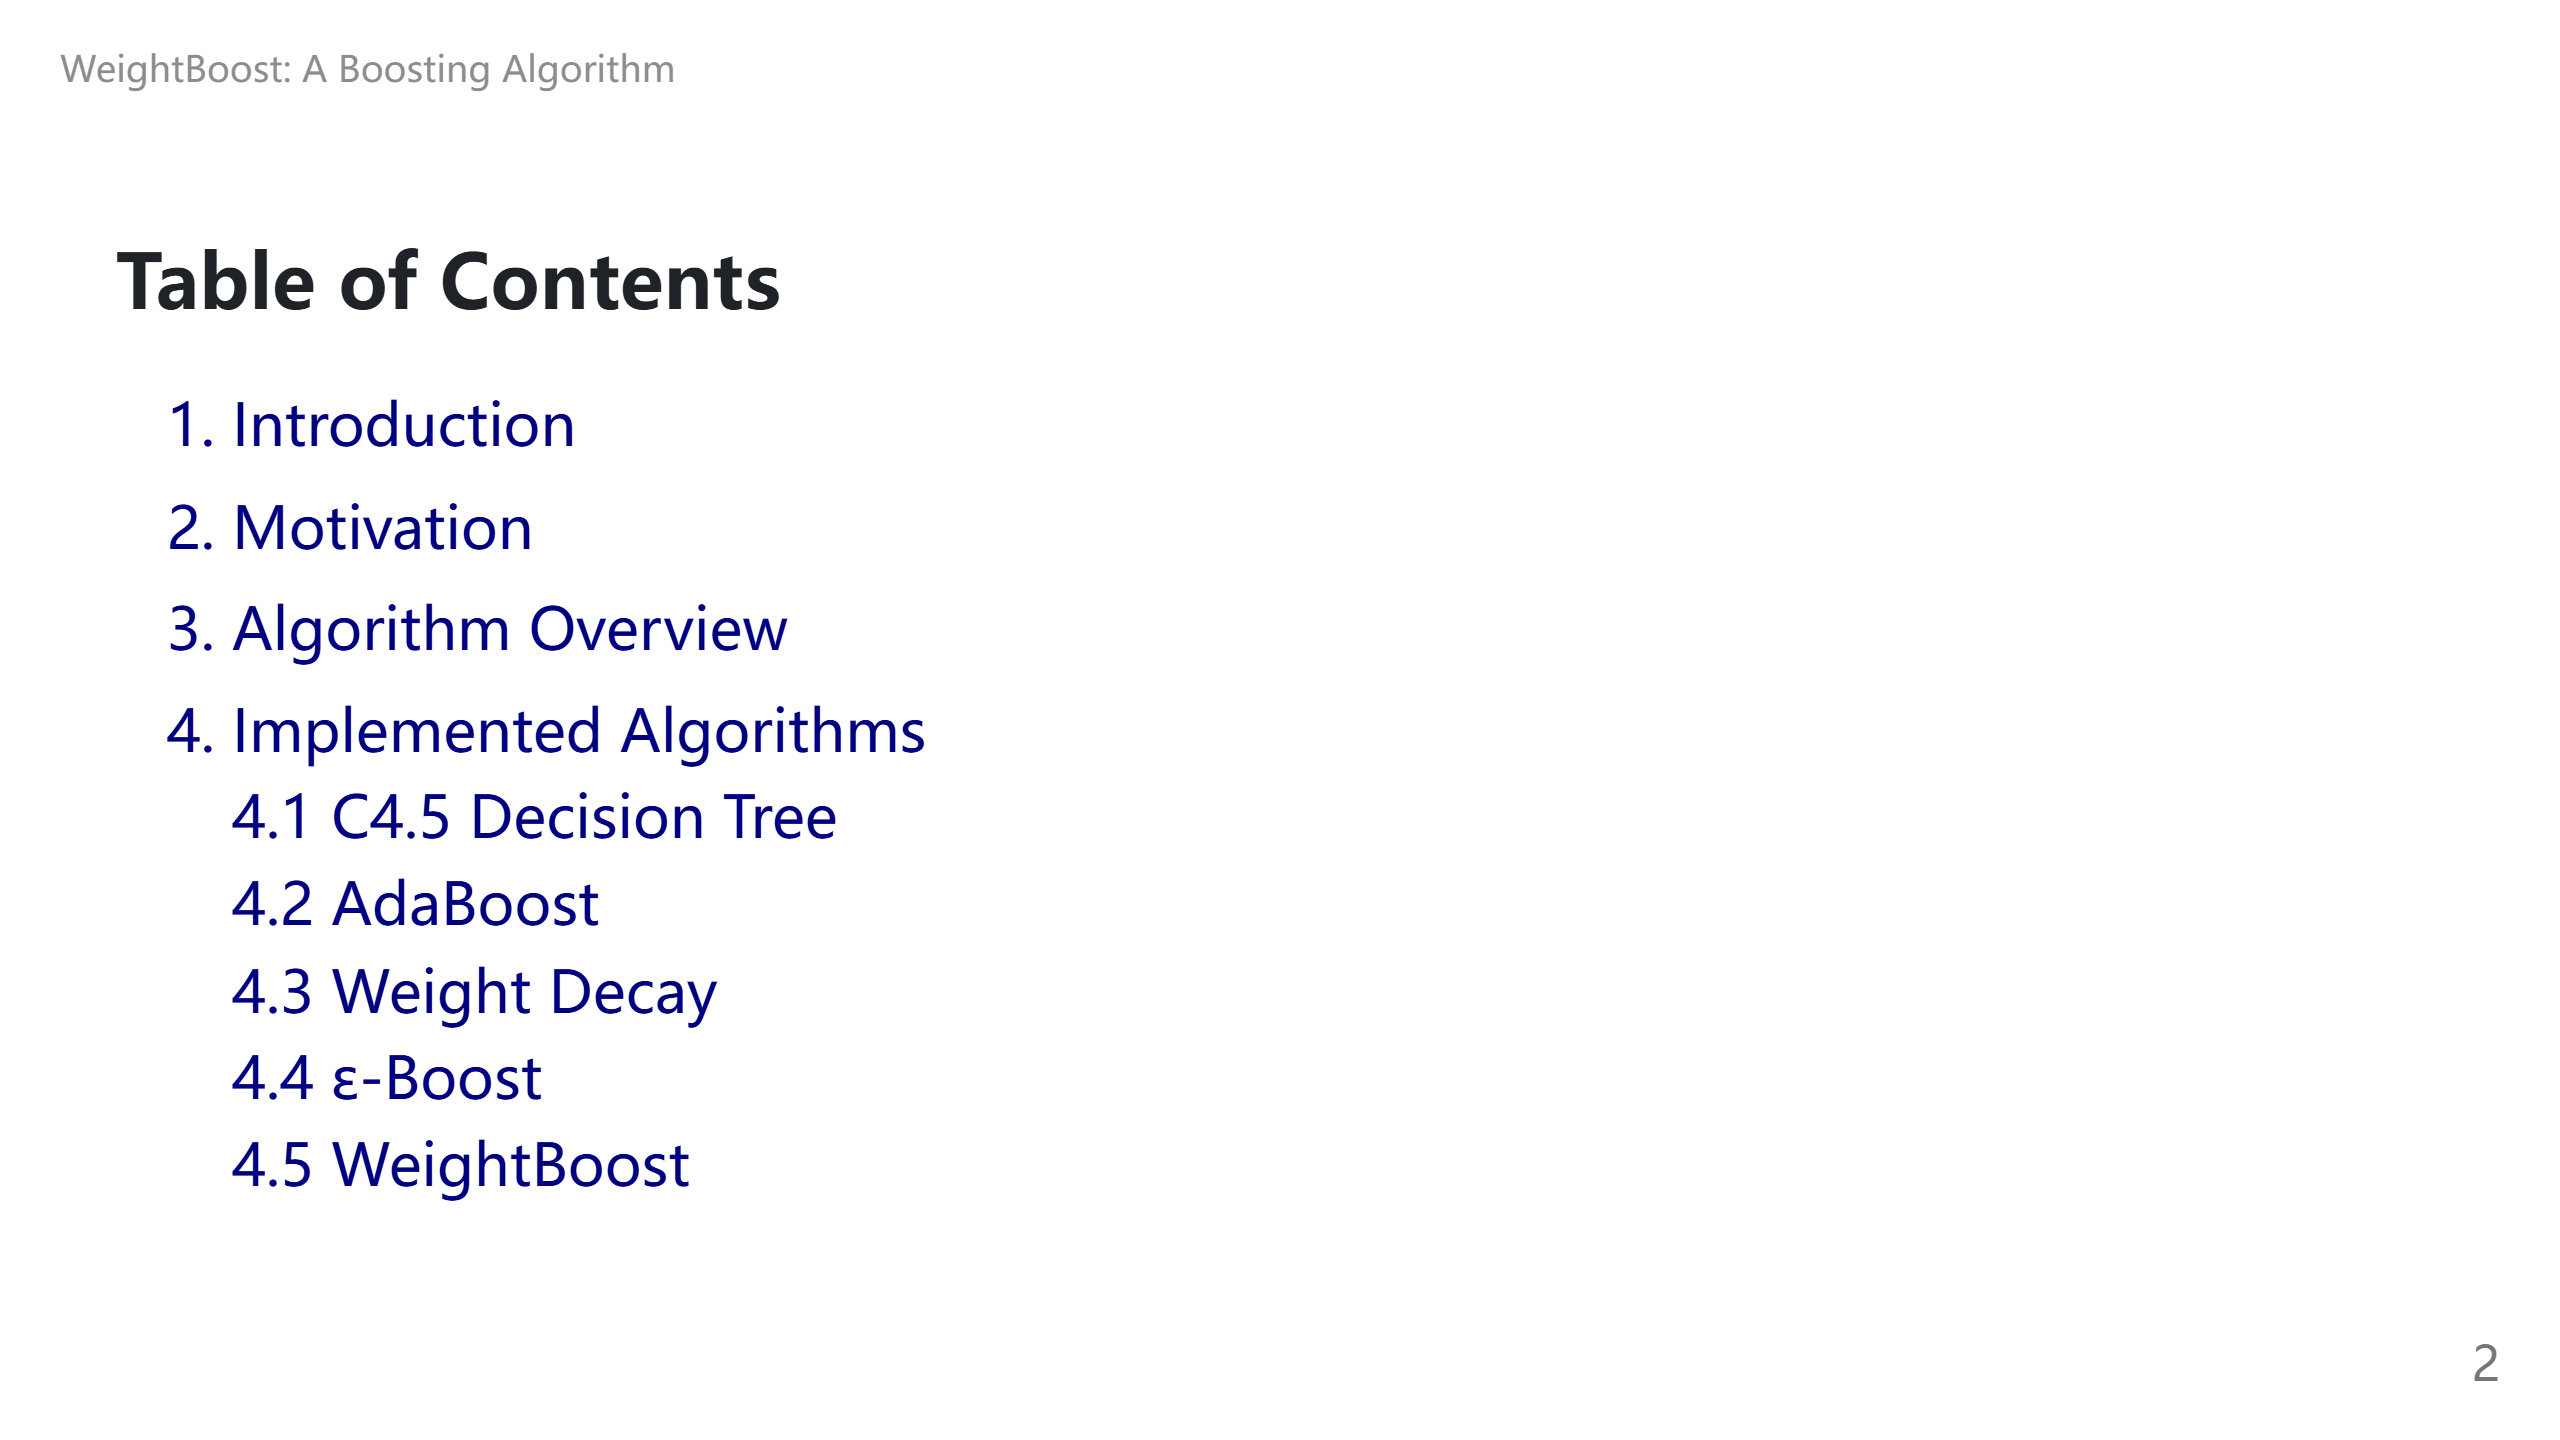 WeightBoost: A Boosting Algorithm
Table of Contents
1. Introduction
2. Motivation
3. Algorithm Overview
4. Implemented Algorithms
4.1 C4.5 Decision Tree
4.2 AdaBoost
4.3 Weight Decay
4.4 ε-Boost
4.5 WeightBoost
2